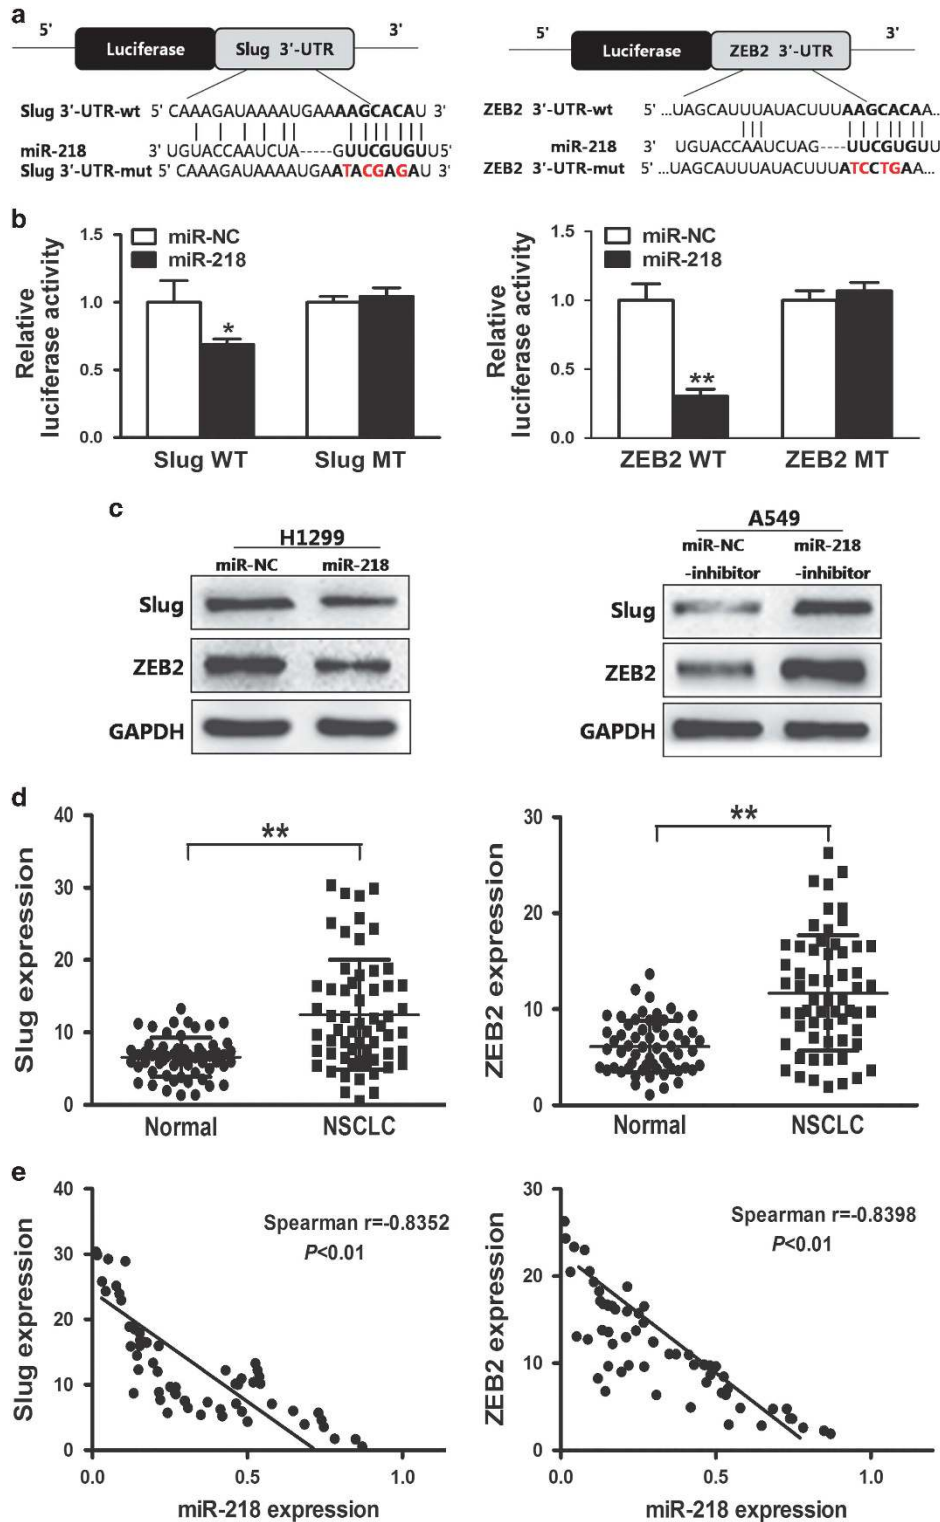 a
5' Luciferase Slug 3'-UTR 3'
Slug 3'-UTR-wt 5' CAAAGAUAAAAUGAAAAGCACAU 3'
miR-218 3' UGUACCAAUCUA-----GUUCGUGUU5'
Slug 3'-UTR-mut 5' CAAAGAUAAAAUGAATACGAGAU 3'
5' Luciferase ZEB2 3'-UTR 3'
ZEB2 3'-UTR-wt 5' ...UAGCAUUUAUACUUUAAGCACAA... 3'
miR-218 3' UGUACCAAUCUAG----UUCGUGUU 5'
ZEB2 3'-UTR-mut 5' ...UAGCAUUUAUACUUUATCCTGAA... 3'
b
Relative
luciferase activity
1.5
1.0
0.5
0.0
miR-NC
miR-218
*
Slug WT
Slug MT
Relative
luciferase activity
1.5
1.0
0.5
0.0
miR-NC
miR-218
**
ZEB2 WT
ZEB2 MT
c
H1299
miR-NC miR-218
Slug
ZEB2
GAPDH
A549
miR-NC miR-218
-inhibitor -inhibitor
Slug
ZEB2
GAPDH
d
Slug expression
40
30
20
10
0
**
Normal NSCLC
ZEB2 expression
30
20
10
0
**
Normal NSCLC
e
Slug expression
40
30
20
10
0
Spearman r=-0.8352
P<0.01
0.0 0.5 1.0
miR-218 expression
ZEB2 expression
30
20
10
0
Spearman r=-0.8398
P<0.01
0.0 0.5 1.0
miR-218 expression